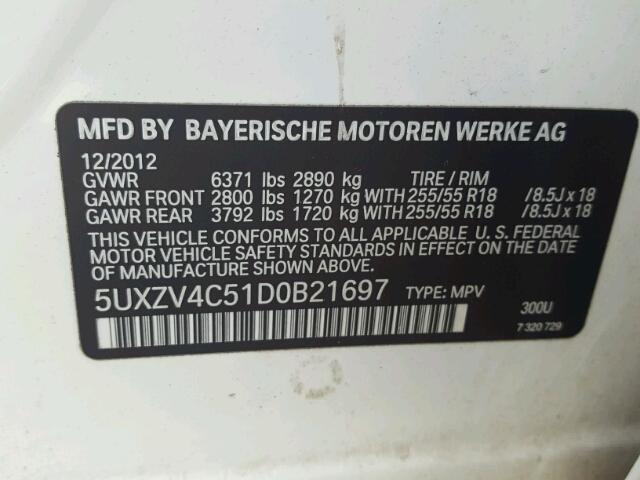 MFD BY BAYERISCHE MOTOREN WERKE AG
12/2012
GVWR 6371 lbs 2890 kg TIRE / RIM
GAWR FRONT 2800 lbs 1270 kg WITH 255/55 R18 /8.5J x 18
GAWR REAR 3792 lbs 1720 kg WITH 255/55 R18 /8.5J x 18
THIS VEHICLE CONFORMS TO ALL APPLICABLE U. S. FEDERAL
MOTOR VEHICLE SAFETY STANDARDS IN EFFECT ON THE DATE
OF MANUFACTURE SHOWN ABOVE.
5UXZV4C51D0B21697 TYPE: MPV
300U
7 320 729